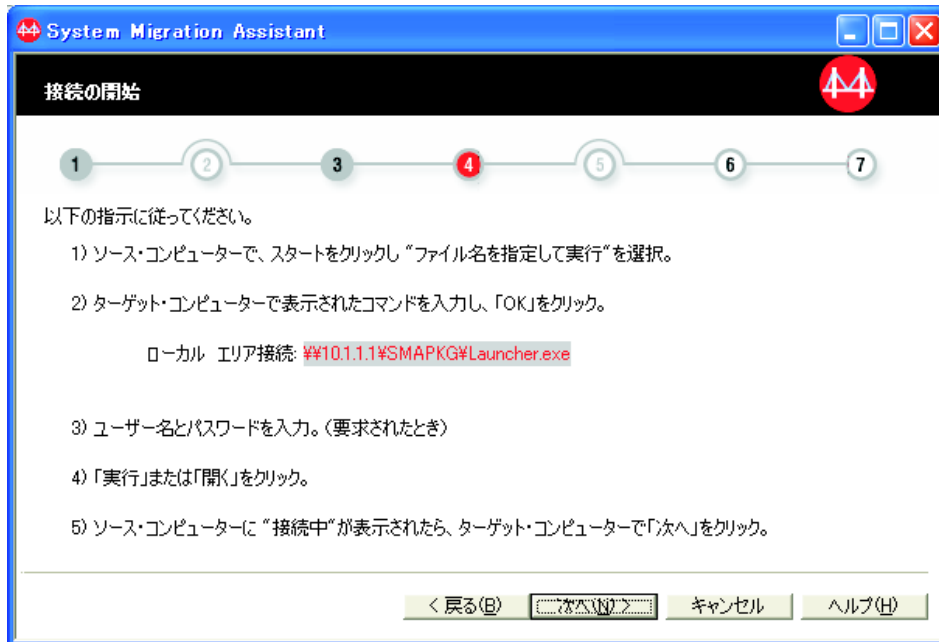 System Migration Assistant
接続の開始
1 2 3 4 5 6 7
以下の指示に従ってください。
1) ソース・コンピューターで、スタートをクリックし "ファイル名を指定して実行"を選択。
2) ターゲット・コンピューターで表示されたコマンドを入力し、「OK」をクリック。
ローカル エリア接続: ¥¥10.1.1.1¥SMAPKG¥Launcher.exe
3) ユーザー名とパスワードを入力。(要求されたとき)
4) 「実行」または「開く」をクリック。
5) ソース・コンピューターに "接続中"が表示されたら、ターゲット・コンピューターで「次へ」をクリック。
< 戻る(B) 次へ(N) > キャンセル ヘルプ(H)